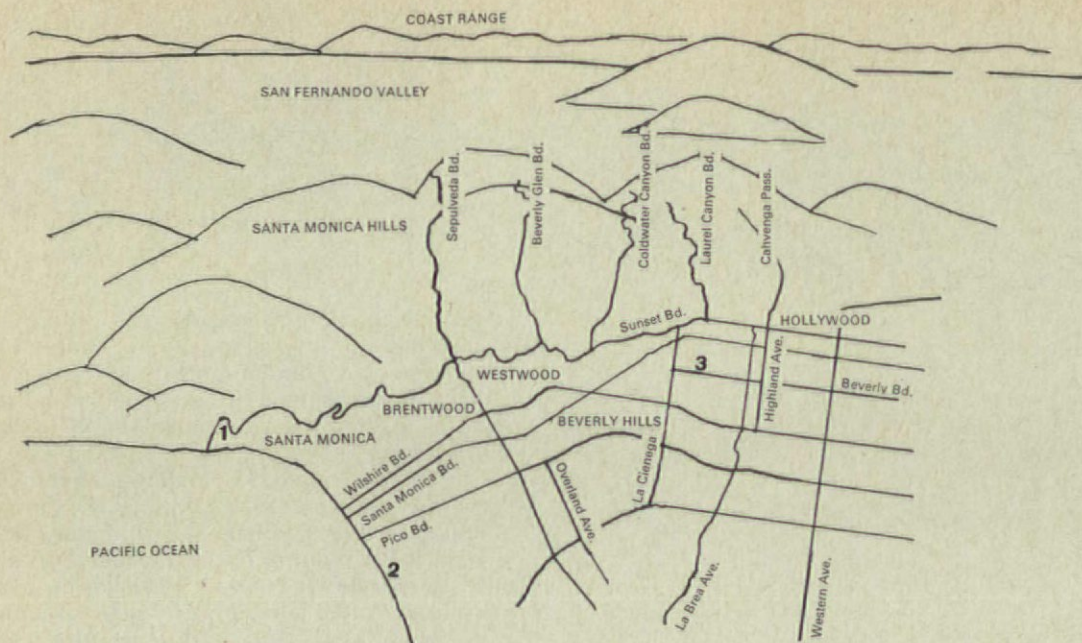 COAST RANGE
SAN FERNANDO VALLEY
Sepulveda Bd.
Beverly Glen Bd.
Coldwater Canyon Bd.
Laurel Canyon Bd.
Cahvenga Pass.
SANTA MONICA HILLS
Sunset Bd.
HOLLYWOOD
WESTWOOD
3
Highland Ave.
Beverly Bd.
BRENTWOOD
BEVERLY HILLS
1
SANTA MONICA
Wilshire Bd.
Santa Monica Bd.
Pico Bd.
Overland Ave.
La Cienega
PACIFIC OCEAN
2
La Brea Ave.
Western Ave.